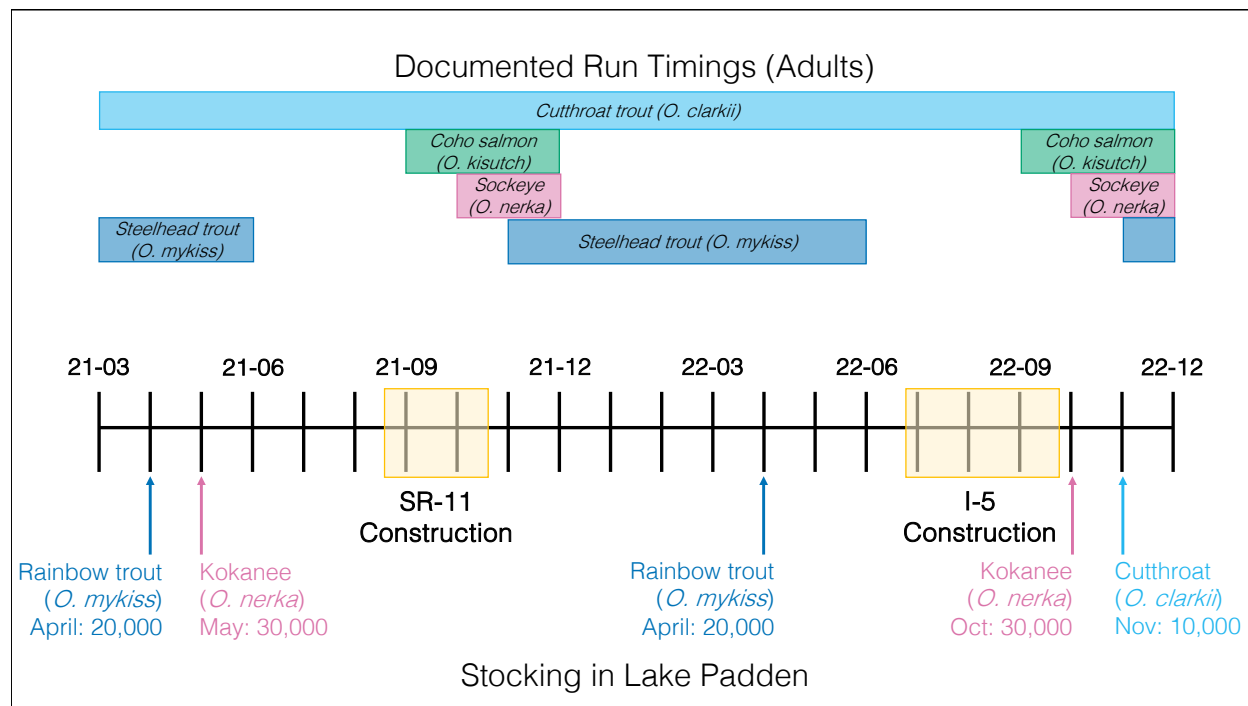 Documented Run Timings (Adults)
Cutthroat trout (O. clarkii)
Coho salmon
(O. kisutch)
Coho salmon
(O. kisutch)
Sockeye
(O. nerka)
Sockeye
(O. nerka)
Steelhead trout
(O. mykiss)
Steelhead trout (O. mykiss)
21-03
21-06
21-09
21-12
22-03
22-06
22-09
22-12
SR-11
Construction
I-5
Construction
Rainbow trout
(O. mykiss)
April: 20,000
Kokanee
(O. nerka)
May: 30,000
Rainbow trout
(O. mykiss)
April: 20,000
Kokanee
(O. nerka)
Oct: 30,000
Cutthroat
(O. clarkii)
Nov: 10,000
Stocking in Lake Padden